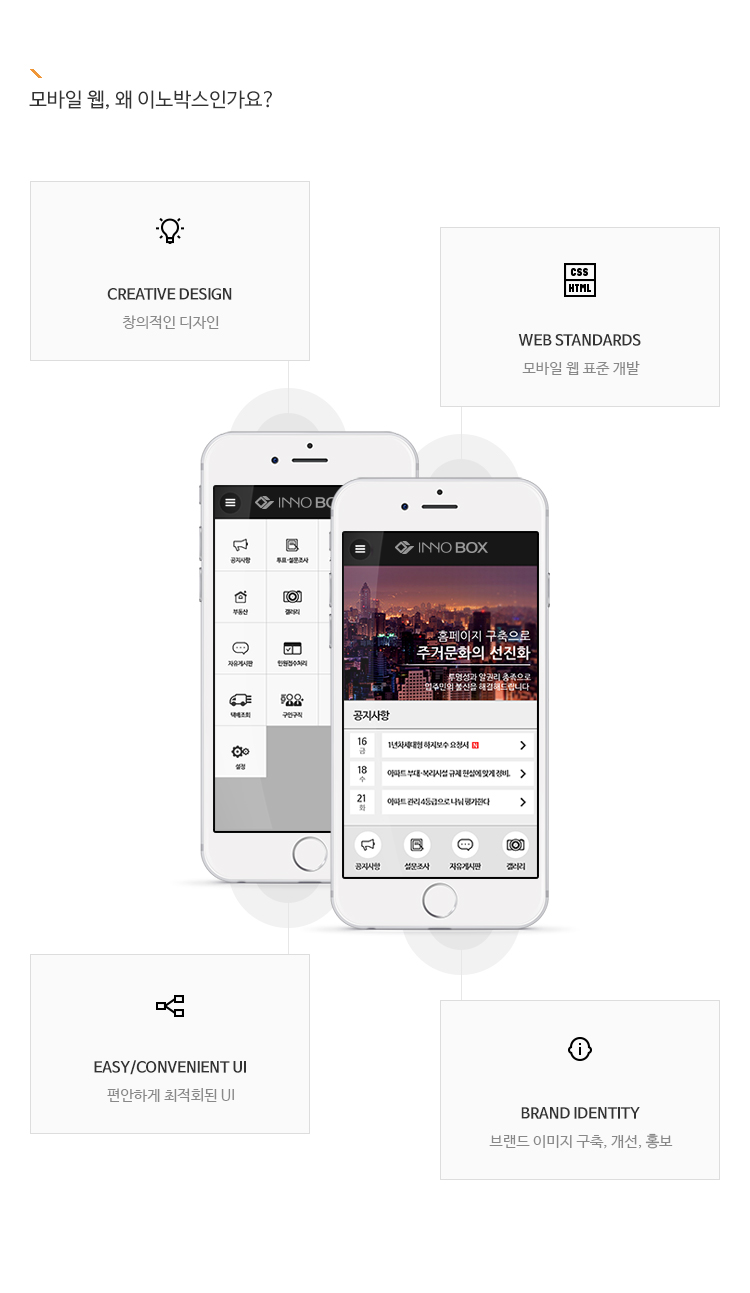 모바일 웹, 왜 이노박스인가요?
CREATIVE DESIGN
창의적인 디자인
CSS
HTML
WEB STANDARDS
모바일 웹 표준 개발
INNO BO
공지사항
투표·설문조사
부동산
갤러리
자유게시판
민원접수처리
택배조회
구인구직
설정
INNO BOX
홈페이지 구축으로
주거문화의 선진화
투명성과 알권리 충족으로
입주민의 불신을 해결해드립니다
공지사항
16
금
1년차세대형 하자보수 요청서 N
18
수
아파트 부대·복리시설 규제 현실에 맞게 정비.
21
화
아파트 관리 4등급으로 나눠 평가한다
공지사항
설문조사
자유게시판
갤러리
EASY/CONVENIENT UI
편안하게 최적회된 UI
BRAND IDENTITY
브랜드 이미지 구축, 개선, 홍보